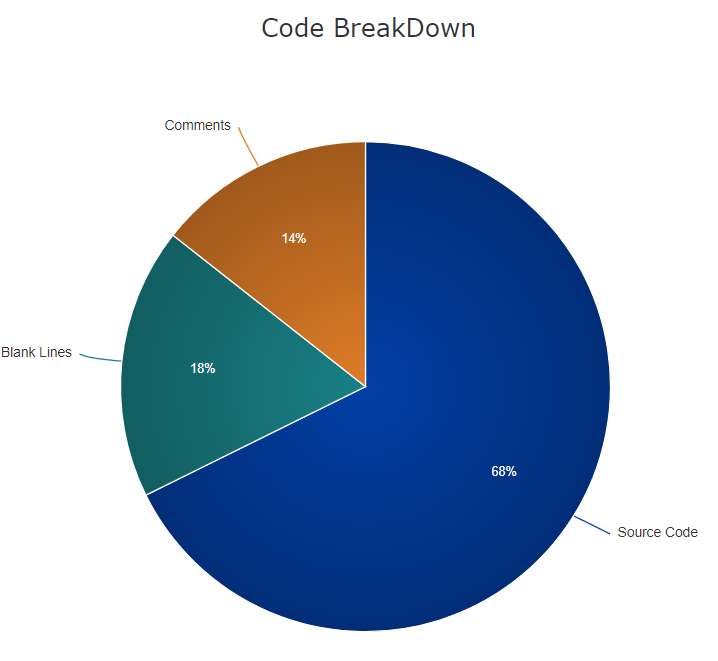 Code BreakDown
Comments
14%
Blank Lines
18%
68%
Source Code